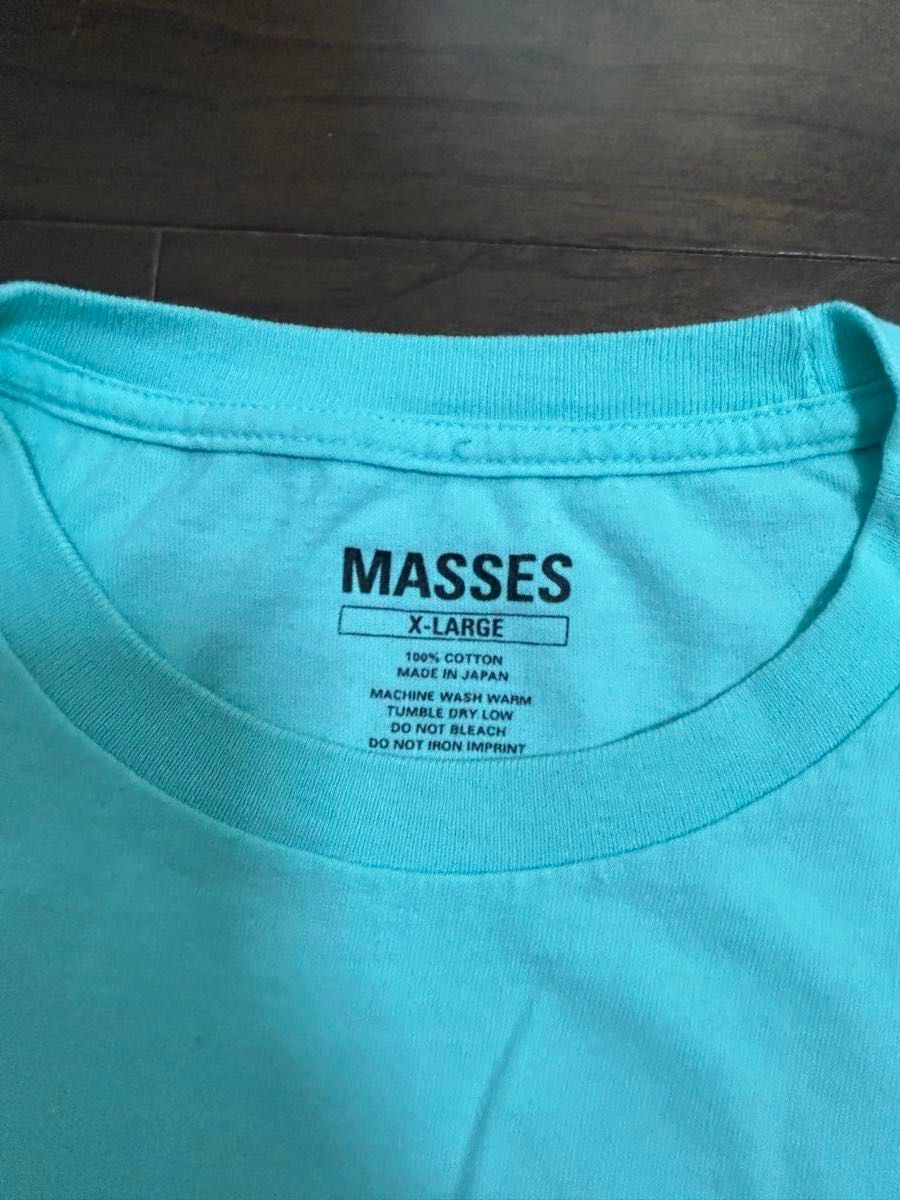 MASSES
X-LARGE
100% COTTON
MADE IN JAPAN
MACHINE WASH WARM
TUMBLE DRY LOW
DO NOT BLEACH
DO NOT IRON IMPRINT